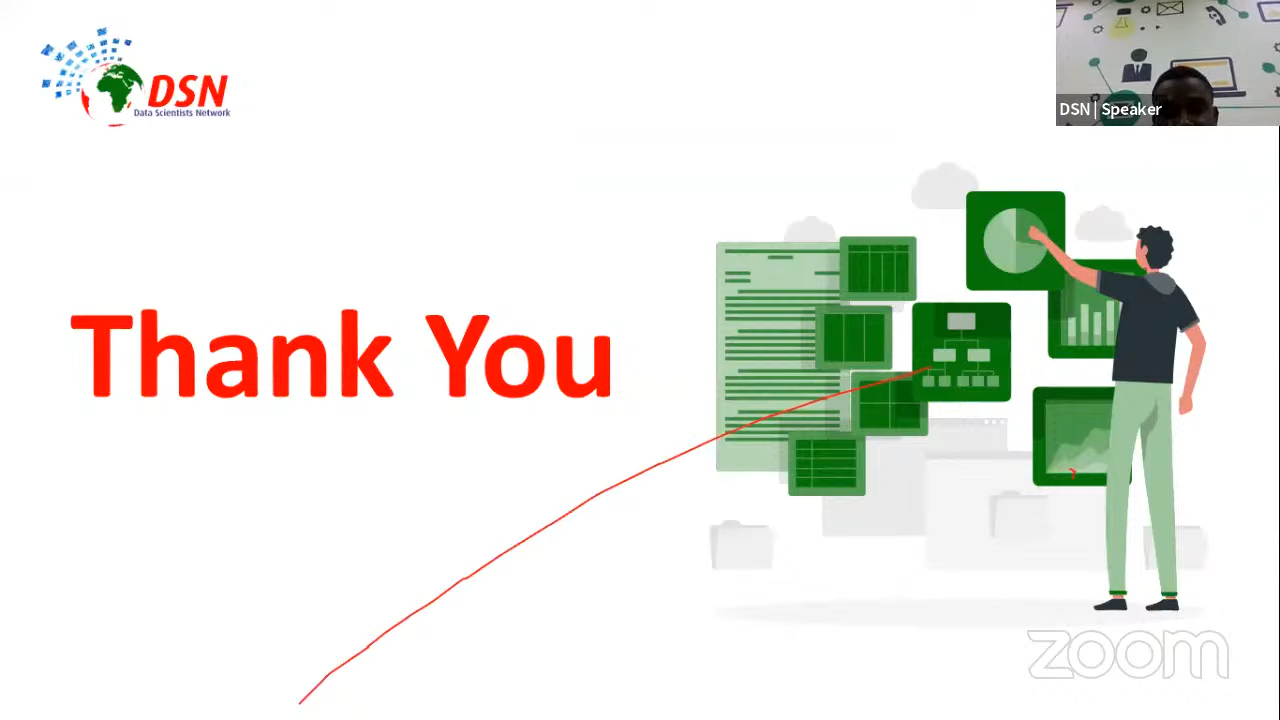 DSN
Data Scientists Network
DSN | Speaker
Thank You
zoom